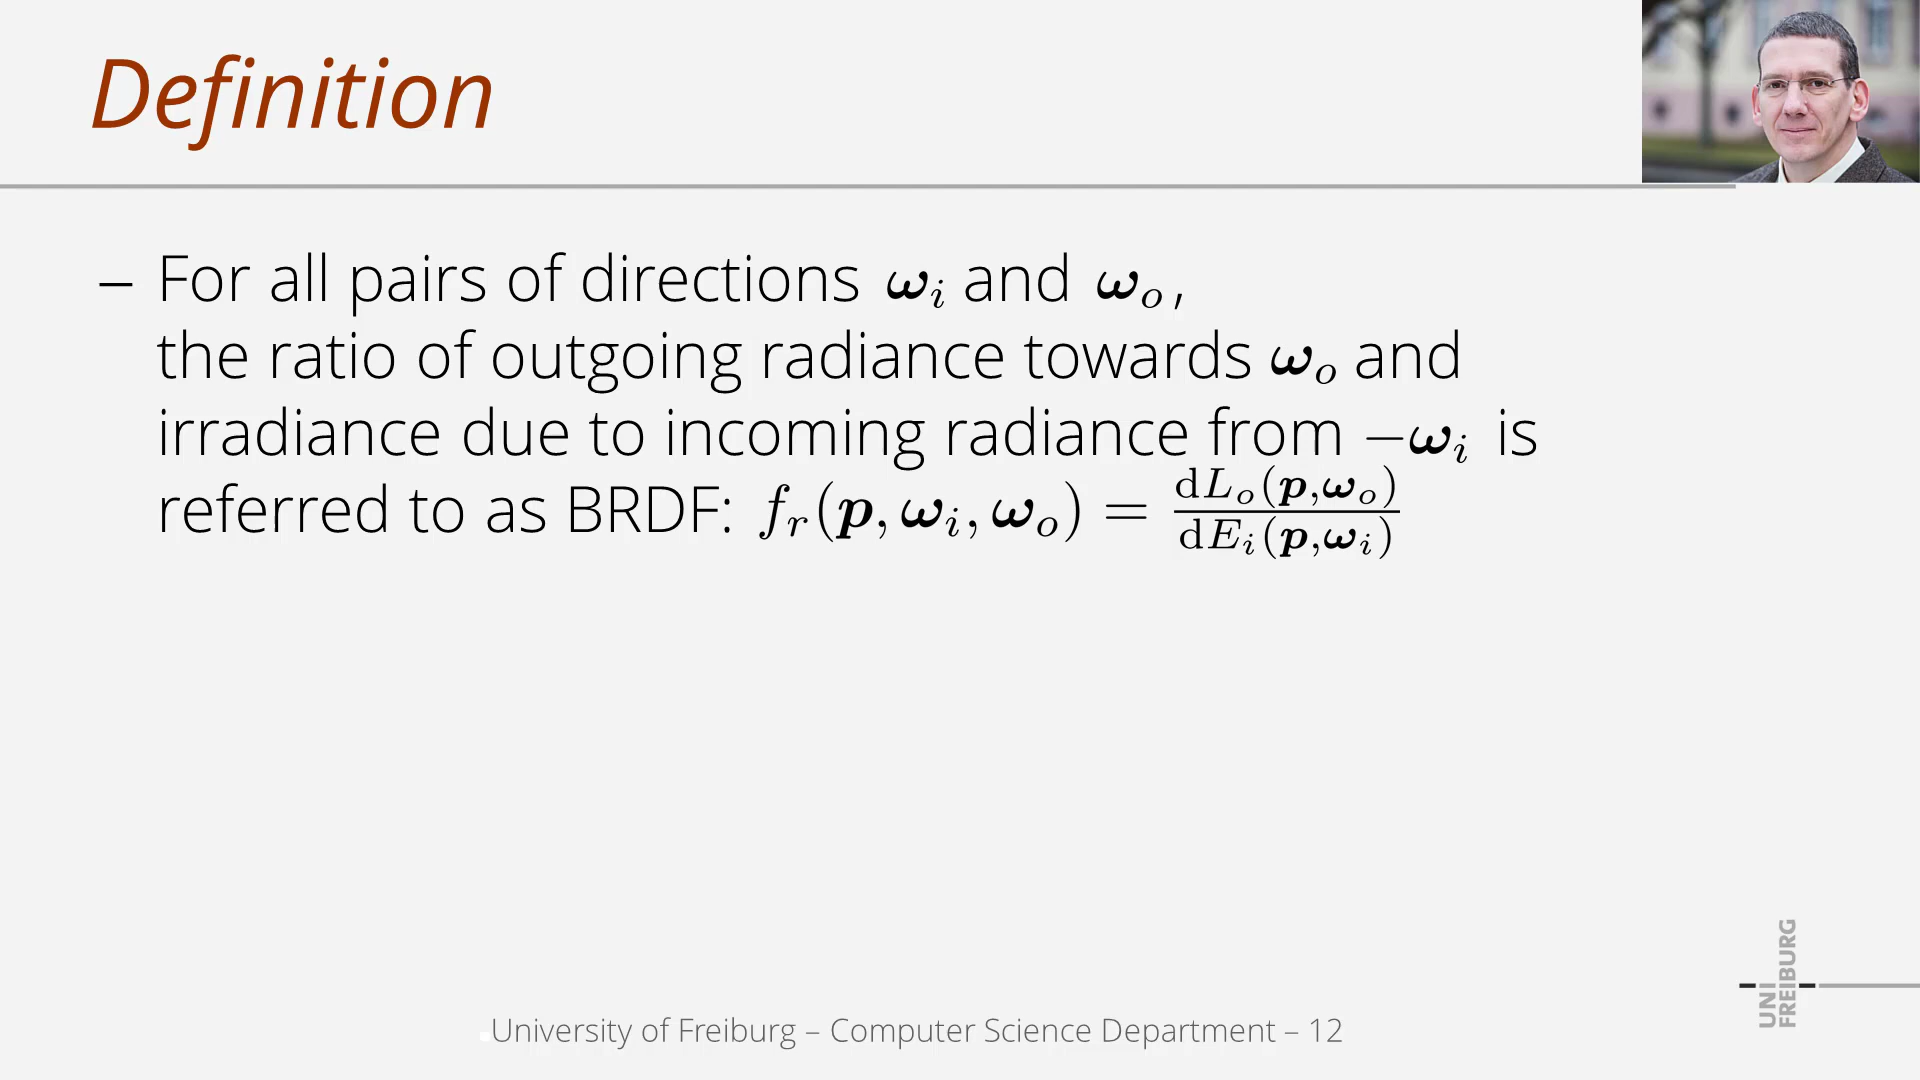 Definition
– For all pairs of directions 𝝎ᵢ and 𝝎ₒ,
the ratio of outgoing radiance towards 𝝎ₒ and
irradiance due to incoming radiance from −𝝎ᵢ is
referred to as BRDF: fᵣ(𝒑, 𝝎ᵢ, 𝝎ₒ) = dLₒ(𝒑,𝝎ₒ) / dEᵢ(𝒑,𝝎ᵢ)
UNI
FREIBURG
University of Freiburg – Computer Science Department – 12